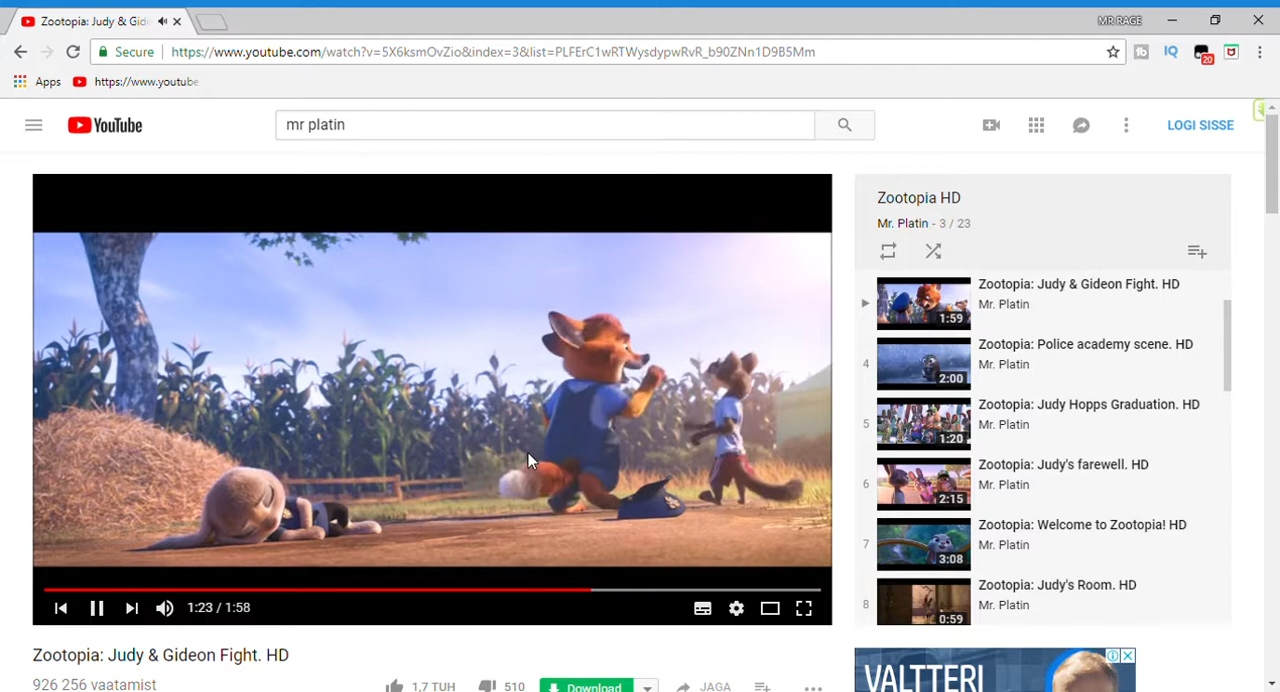 Zootopia: Judy & Gid
MR RAGE
Secure
https://www.youtube.com/watch?v=5X6ksmOvZio&index=3&list=PLFErC1wRTWysdypwRvR_b90ZNn1D9B5Mm
20
Apps
https://www.youtube
YouTube
mr platin
LOGI SISSE
Zootopia HD
Mr. Platin - 3 / 23
Zootopia: Judy & Gideon Fight. HD
Mr. Platin
1:59
4
Zootopia: Police academy scene. HD
Mr. Platin
2:00
5
Zootopia: Judy Hopps Graduation. HD
Mr. Platin
1:20
6
Zootopia: Judy's farewell. HD
Mr. Platin
2:15
7
Zootopia: Welcome to Zootopia! HD
Mr. Platin
3:08
8
Zootopia: Judy's Room. HD
Mr. Platin
0:59
1:23 / 1:58
Zootopia: Judy & Gideon Fight. HD
926 256 vaatamist
1,7 TUH
510
Download
JAGA
VALTTERI